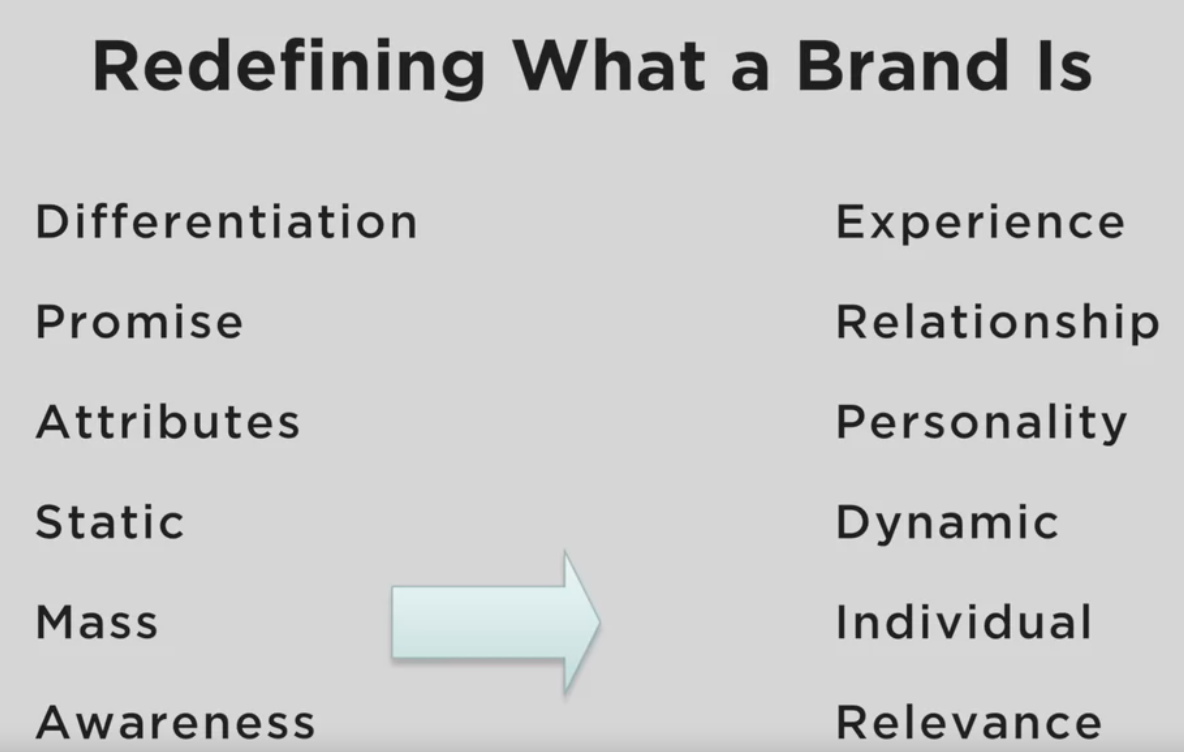 Redefining What a Brand Is
Differentiation Experience
Promise Relationship
Attributes Personality
Static Dynamic
Mass Individual
Awareness Relevance